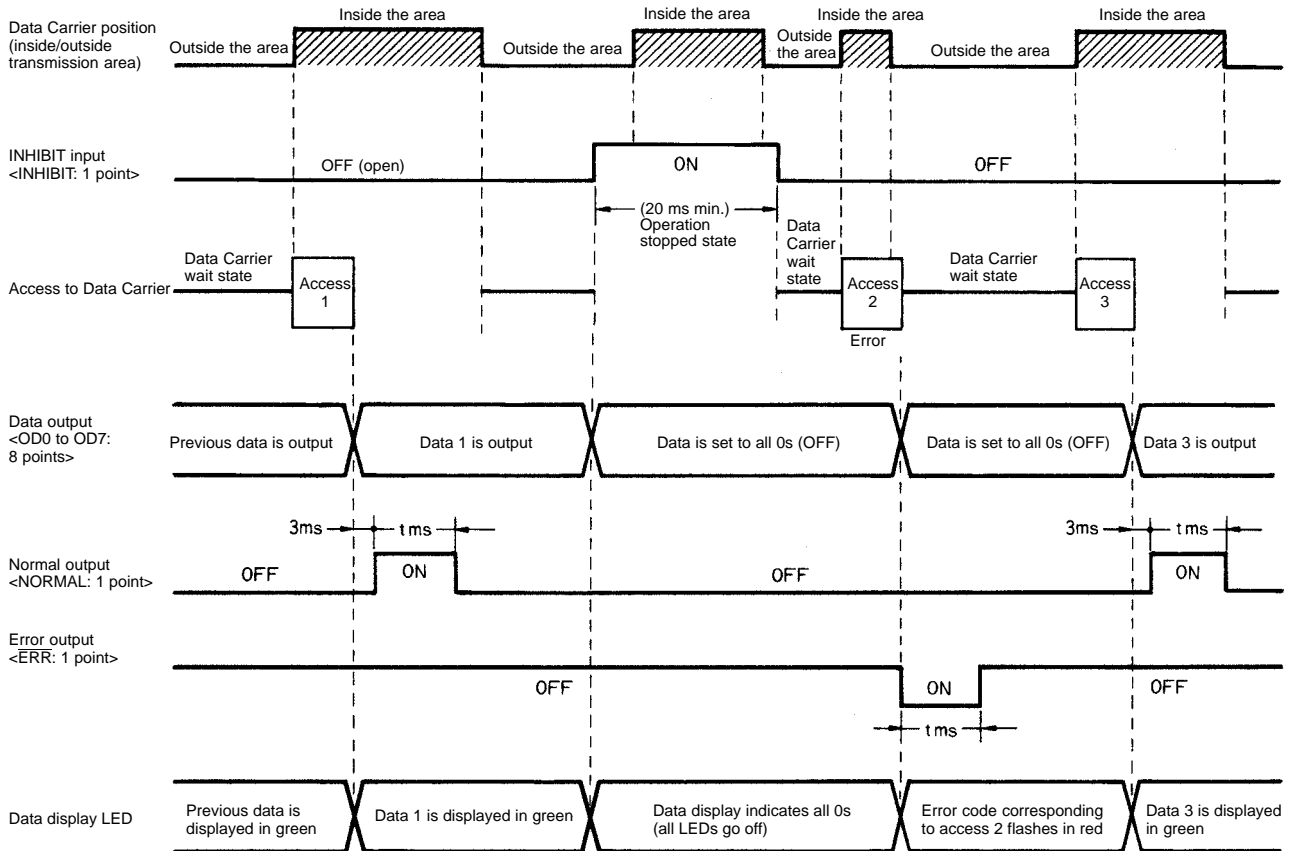 Data Carrier position
(inside/outside
transmission area)
Outside the area
Inside the area
Outside the area
Inside the area
Outside
the area
Inside the area
Outside the area
Inside the area
INHIBIT input
<INHIBIT: 1 point>
OFF (open)
ON
OFF
(20 ms min.)
Operation
stopped state
Access to Data Carrier
Data Carrier
wait state
Access
1
Data
Carrier
wait
state
Access
2
Error
Data Carrier
wait state
Access
3
Data output
<OD0 to OD7:
8 points>
Previous data is output
Data 1 is output
Data is set to all 0s (OFF)
Data is set to all 0s (OFF)
Data 3 is output
3ms
t ms
3ms
t ms
Normal output
<NORMAL: 1 point>
OFF
ON
OFF
ON
Error output
<ERR: 1 point>
OFF
ON
OFF
t ms
Data display LED
Previous data is
displayed in green
Data 1 is displayed in green
Data display indicates all 0s
(all LEDs go off)
Error code corresponding
to access 2 flashes in red
Data 3 is displayed
in green